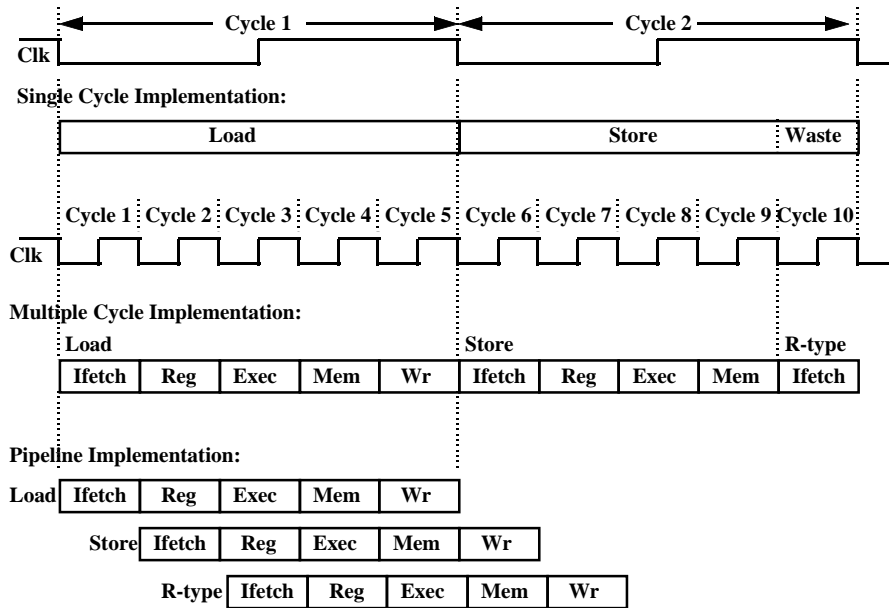 Cycle 1 Cycle 2
Clk
Single Cycle Implementation:
Load Store Waste
Cycle 1 Cycle 2 Cycle 3 Cycle 4 Cycle 5 Cycle 6 Cycle 7 Cycle 8 Cycle 9 Cycle 10
Clk
Multiple Cycle Implementation:
Load Store R-type
Ifetch Reg Exec Mem Wr Ifetch Reg Exec Mem Ifetch
Pipeline Implementation:
Load Ifetch Reg Exec Mem Wr
Store Ifetch Reg Exec Mem Wr
R-type Ifetch Reg Exec Mem Wr